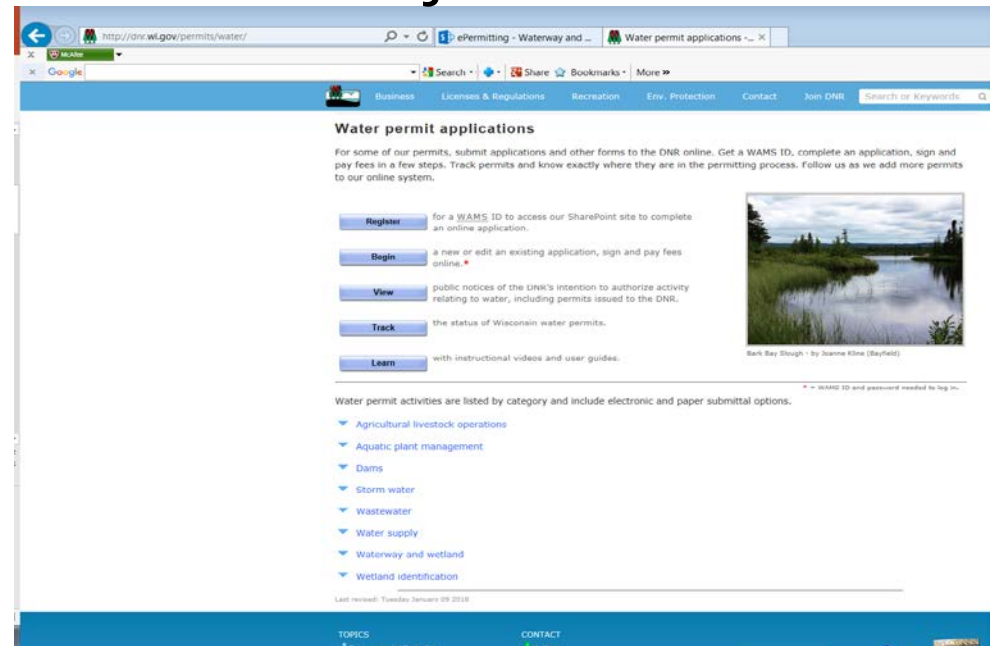 http://dnr.wi.gov/permits/water/
ePermitting - Waterway and ...
Water permit applications -... ×
X McAfee
× Google
Search
Share
Bookmarks
More »
Business Licenses & Regulations Recreation Env. Protection Contact Join DNR Search or Keywords
Water permit applications
For some of our permits, submit applications and other forms to the DNR online. Get a WAMS ID, complete an application, sign and
pay fees in a few steps. Track permits and know exactly where they are in the permitting process. Follow us as we add more permits
to our online system.
Register for a WAMS ID to access our SharePoint site to complete
an online application.
Begin a new or edit an existing application, sign and pay fees
online.*
View public notices of the DNR's intention to authorize activity
relating to water, including permits issued to the DNR.
Track the status of Wisconsin water permits.
Learn with instructional videos and user guides.
Bark Bay Slough - by Joanne Kline (Bayfield)
* = WAMS ID and password needed to log in.
Water permit activities are listed by category and include electronic and paper submittal options.
Agricultural livestock operations
Aquatic plant management
Dams
Storm water
Wastewater
Water supply
Waterway and wetland
Wetland identification
Last revised: Tuesday January 09 2018
TOPICS CONTACT